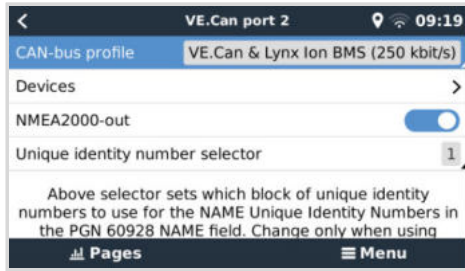 VE.Can port 2 09:19
CAN-bus profile VE.Can & Lynx Ion BMS (250 kbit/s)
Devices
NMEA2000-out
Unique identity number selector 1
Above selector sets which block of unique identity
numbers to use for the NAME Unique Identity Numbers in
the PGN 60928 NAME field. Change only when using
Pages Menu